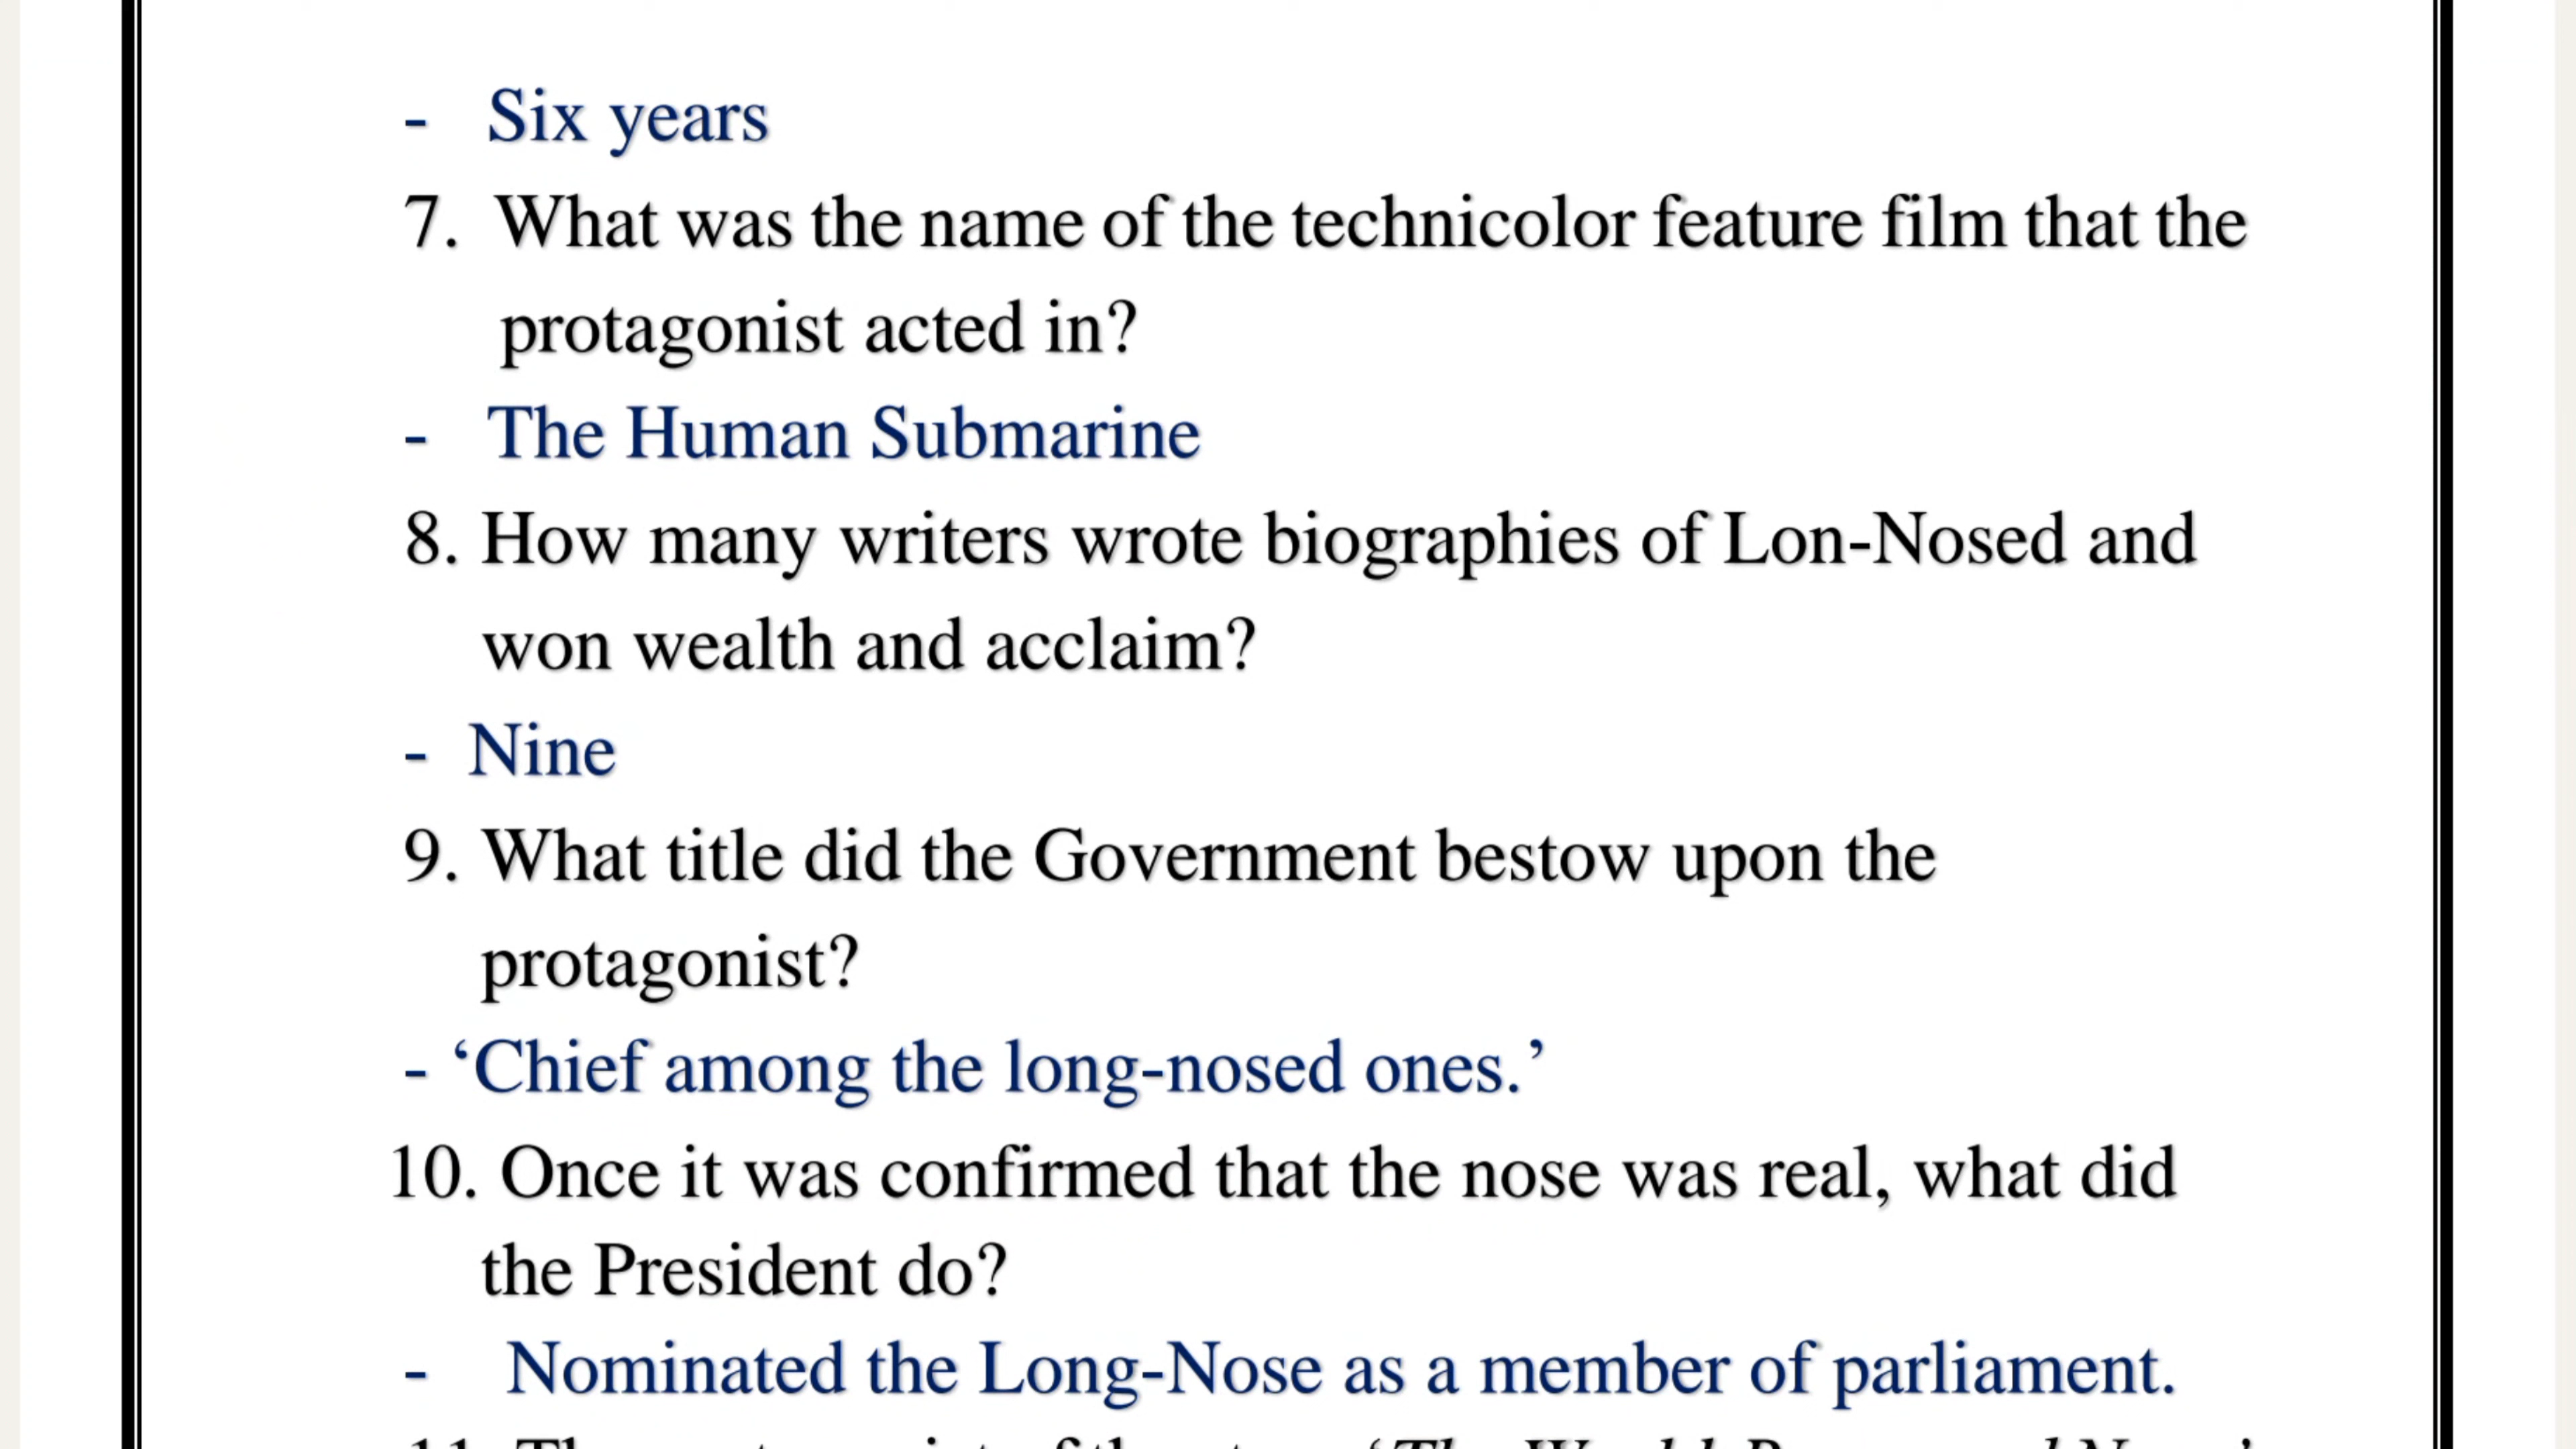 - Six years
7. What was the name of the technicolor feature film that the
protagonist acted in?
- The Human Submarine
8. How many writers wrote biographies of Lon-Nosed and
won wealth and acclaim?
- Nine
9. What title did the Government bestow upon the
protagonist?
- ‘Chief among the long-nosed ones.’
10. Once it was confirmed that the nose was real, what did
the President do?
- Nominated the Long-Nose as a member of parliament.